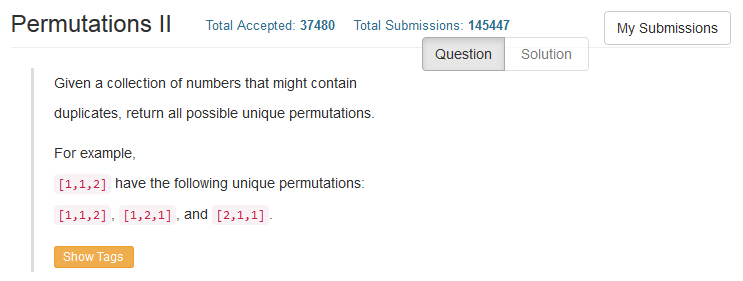 Permutations II Total Accepted: 37480 Total Submissions: 145447 My Submissions
Question Solution
Given a collection of numbers that might contain
duplicates, return all possible unique permutations.
For example,
[1,1,2] have the following unique permutations:
[1,1,2], [1,2,1], and [2,1,1].
Show Tags